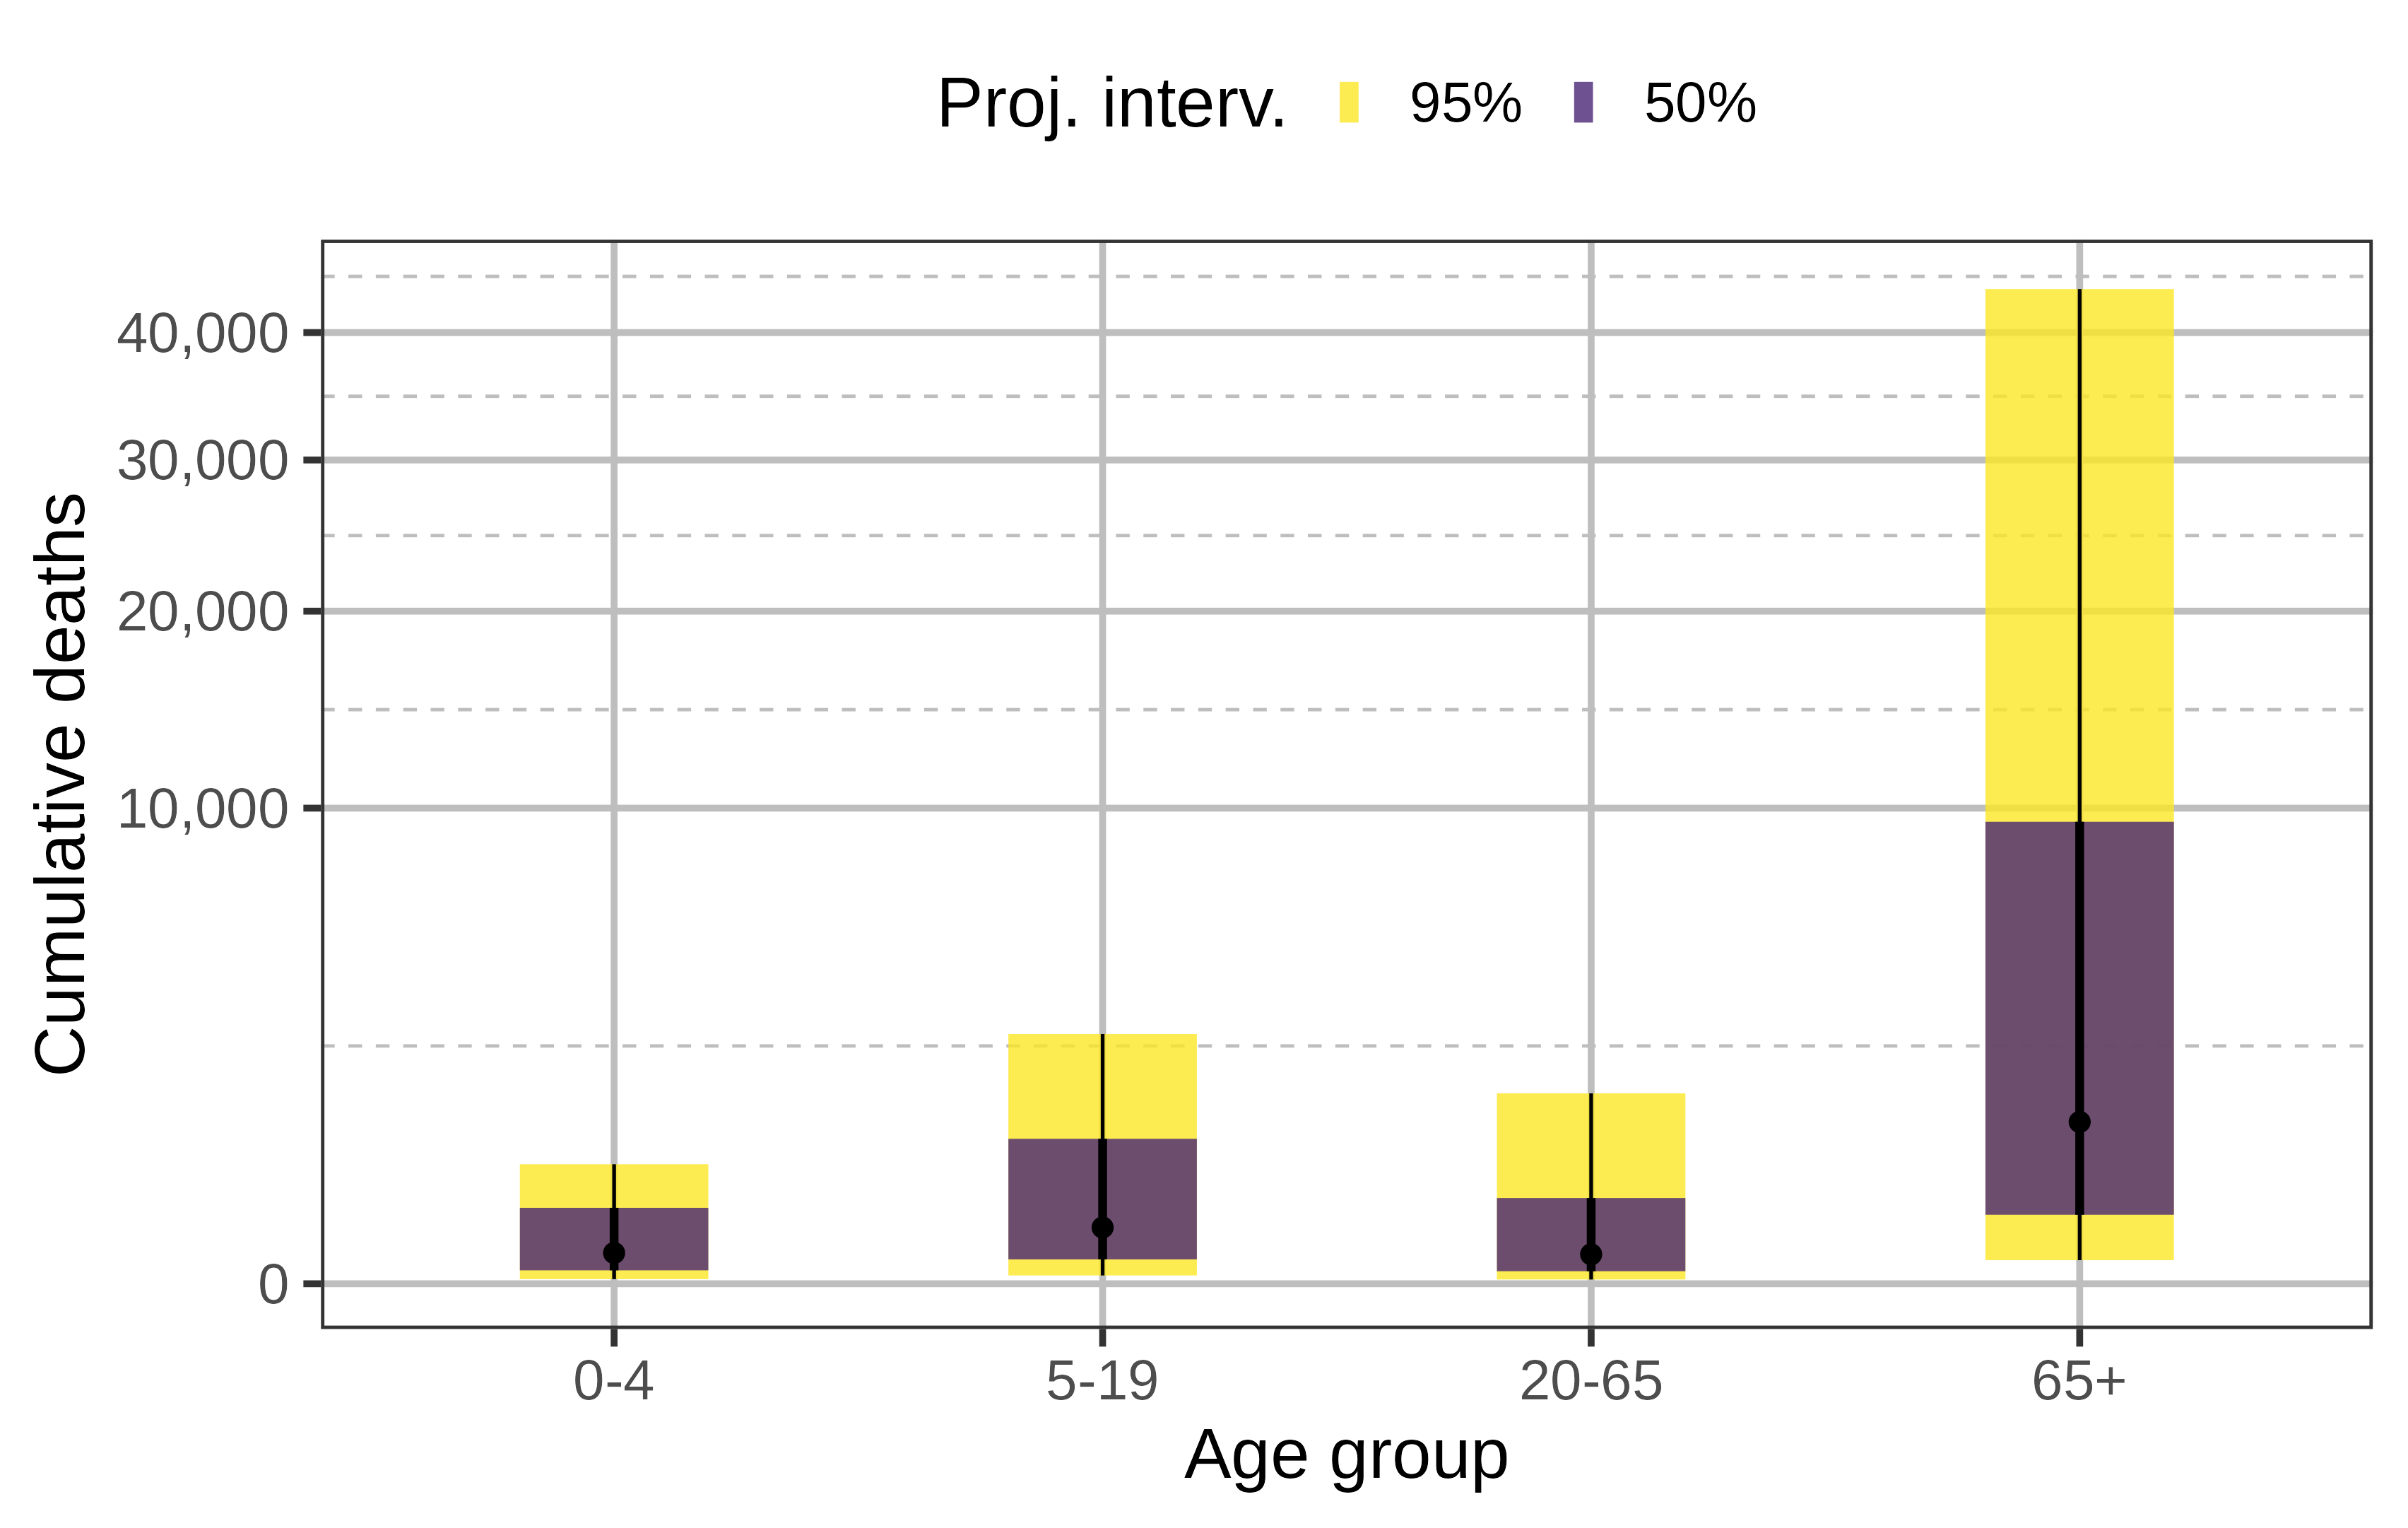 Proj. interv. 95% 50%
Cumulative deaths
40,000
30,000
20,000
10,000
0
0-4 5-19 20-65 65+
Age group